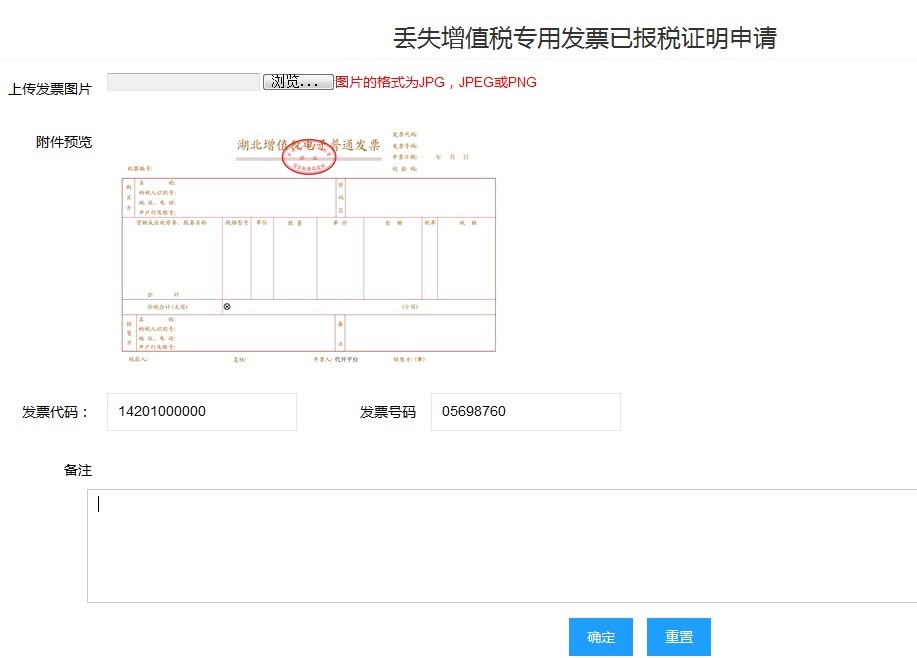 丢失增值税专用发票已报税证明申请
上传发票图片 浏览... 图片的格式为JPG，JPEG或PNG
附件预览
湖北增值税电子普通发票
发票代码:
发票号码:
开票日期: 年 月 日
校 验 码:
机器编号:
购买方
名 称:
纳税人识别号:
地 址、电 话:
开户行及账号:
密码区
货物或应税劳务、服务名称 规格型号 单位 数 量 单 价 金 额 税率 税 额
合 计
价税合计(大写) ⊗ (小写)
销售方
名 称:
纳税人识别号:
地 址、电 话:
开户行及账号:
备注
收款人: 复核: 开票人: 代开平台 销售方: (章)
发票代码： 14201000000 发票号码 05698760
备注
确定 重置